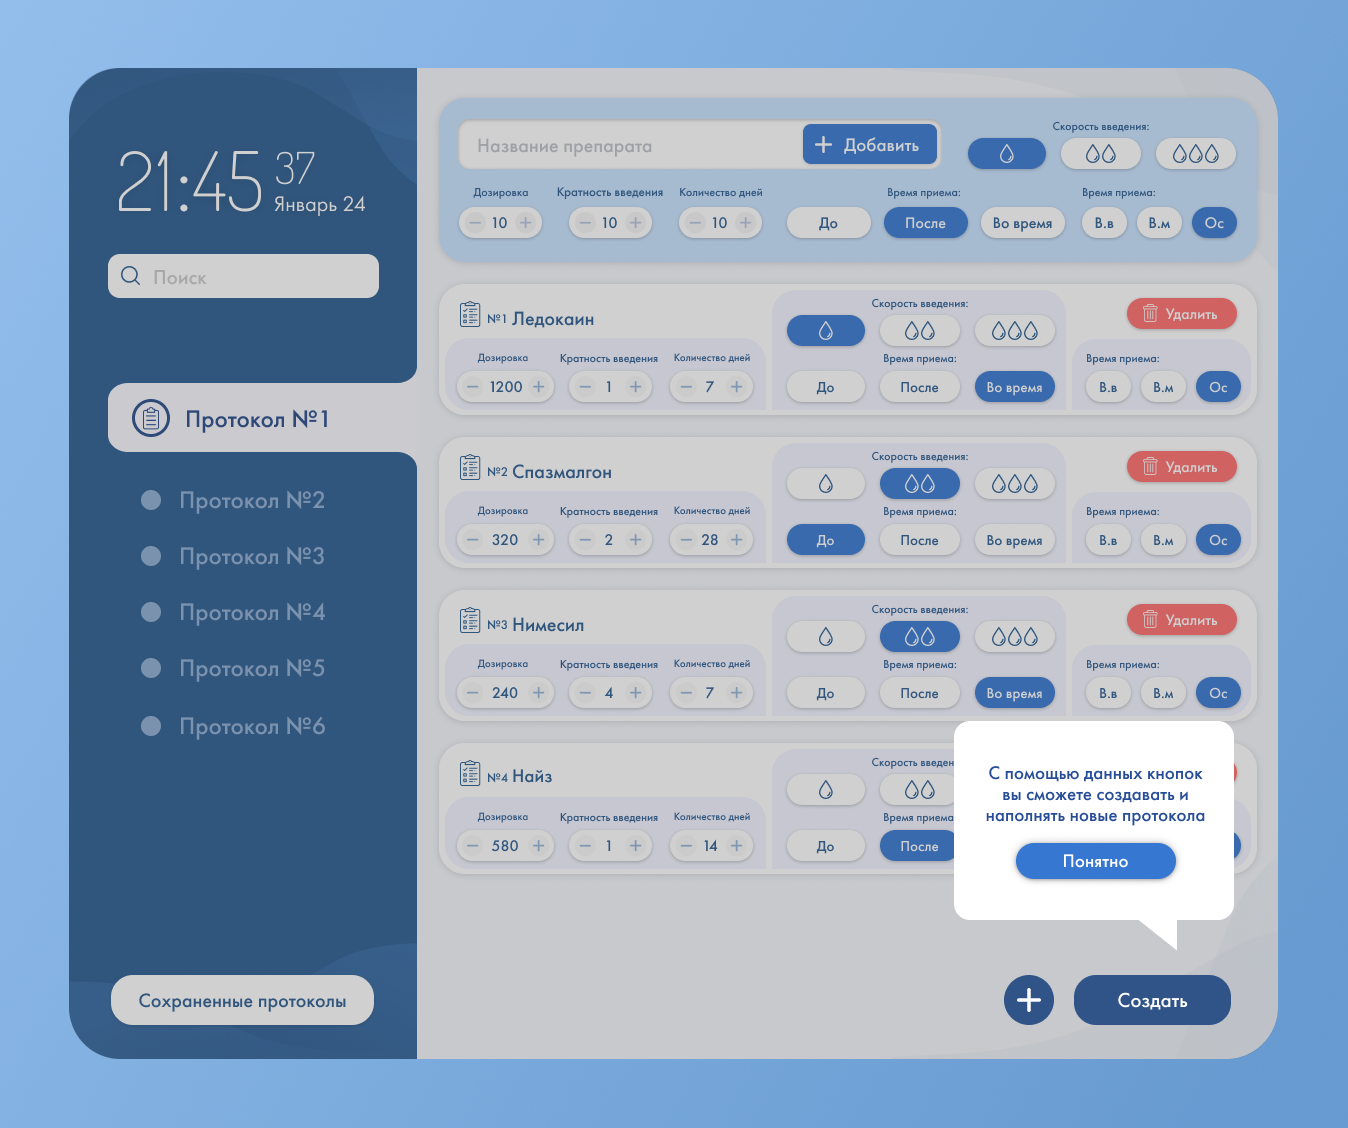 21:45 37
Январь 24
Поиск
Протокол №1
Протокол №2
Протокол №3
Протокол №4
Протокол №5
Протокол №6
Сохраненные протоколы
Название препарата
Добавить
Скорость введения:
Дозировка
Кратность введения
Количество дней
Время приема:
Время приема:
10
10
10
До
После
Во время
В.в
В.м
Ос
№1 Ледокаин
Скорость введения:
Удалить
Дозировка
Кратность введения
Количество дней
Время приема:
Время приема:
1200
1
7
До
После
Во время
В.в
В.м
Ос
№2 Спазмалгон
Скорость введения:
Удалить
Дозировка
Кратность введения
Количество дней
Время приема:
Время приема:
320
2
28
До
После
Во время
В.в
В.м
Ос
№3 Нимесил
Скорость введения:
Удалить
Дозировка
Кратность введения
Количество дней
Время приема:
Время приема:
240
4
7
До
После
Во время
В.в
В.м
Ос
№4 Найз
Скорость
Дозировка
Кратность введения
Количество дней
Время приема
580
1
14
До
После
С помощью данных кнопок
вы сможете создавать и
наполнять новые протокола
Понятно
Создать